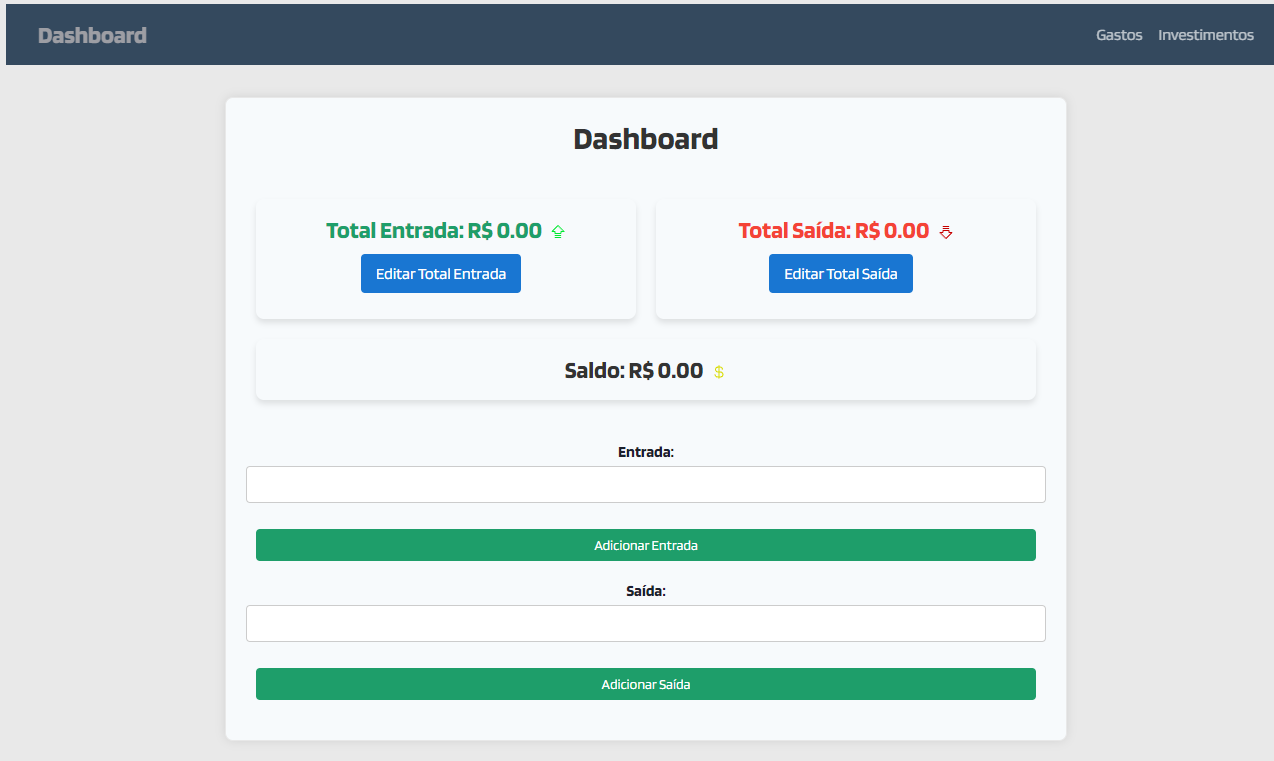 Dashboard
Gastos Investimentos
Dashboard
Total Entrada: R$ 0.00
Total Saída: R$ 0.00
Editar Total Entrada
Editar Total Saída
Saldo: R$ 0.00 $
Entrada:
Adicionar Entrada
Saída:
Adicionar Saída